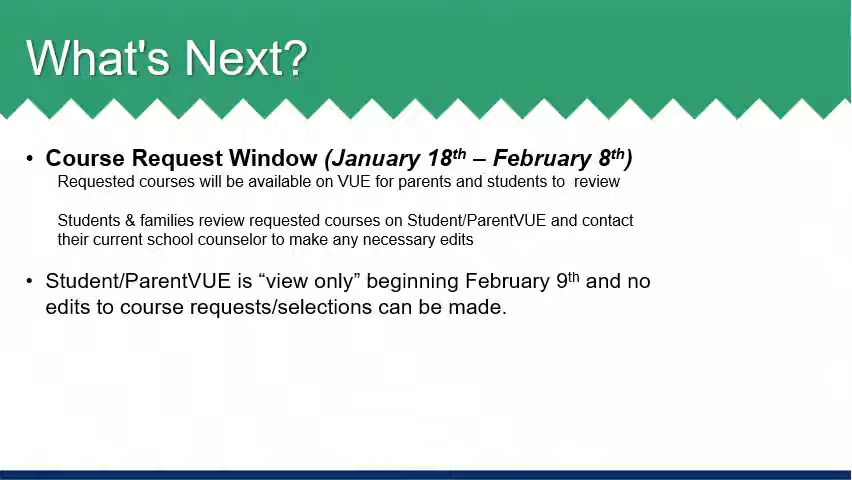 What's Next?
• Course Request Window (January 18th – February 8th)
Requested courses will be available on VUE for parents and students to  review
Students & families review requested courses on Student/ParentVUE and contact
their current school counselor to make any necessary edits
• Student/ParentVUE is “view only” beginning February 9th and no
edits to course requests/selections can be made.